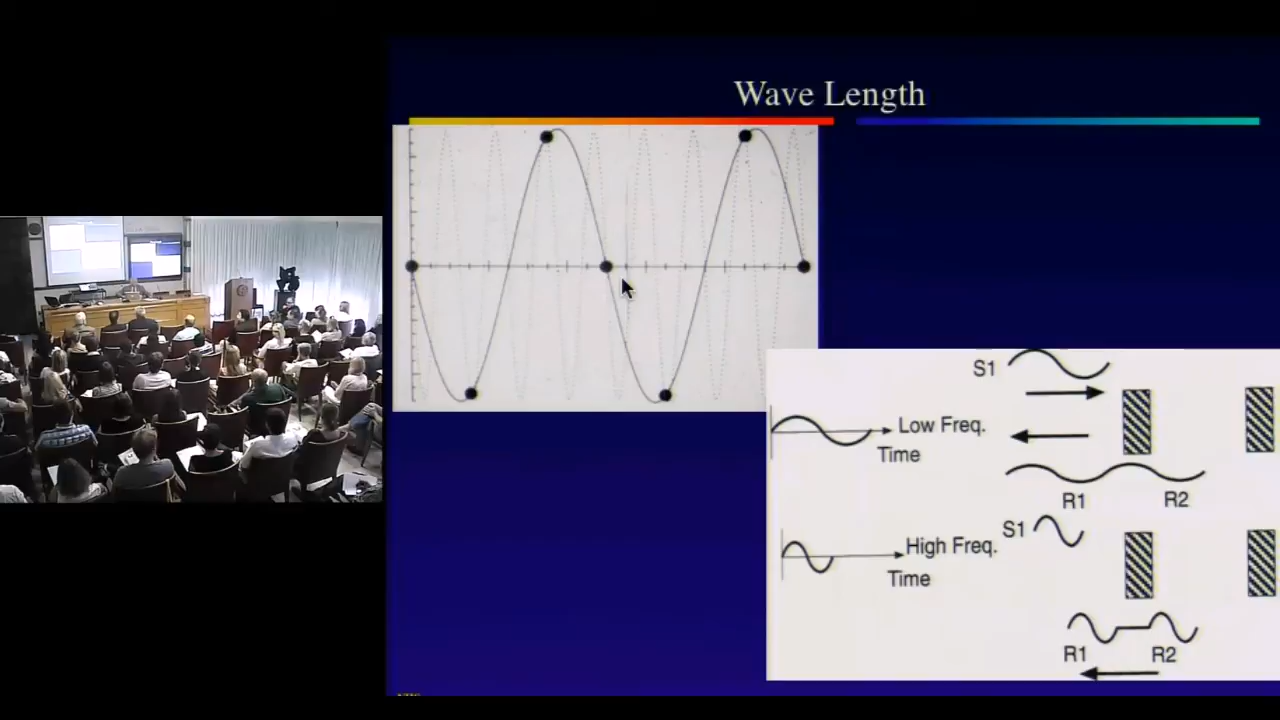 Wave Length
S1
Low Freq.
Time
R1 R2
S1
High Freq.
Time
R1 R2